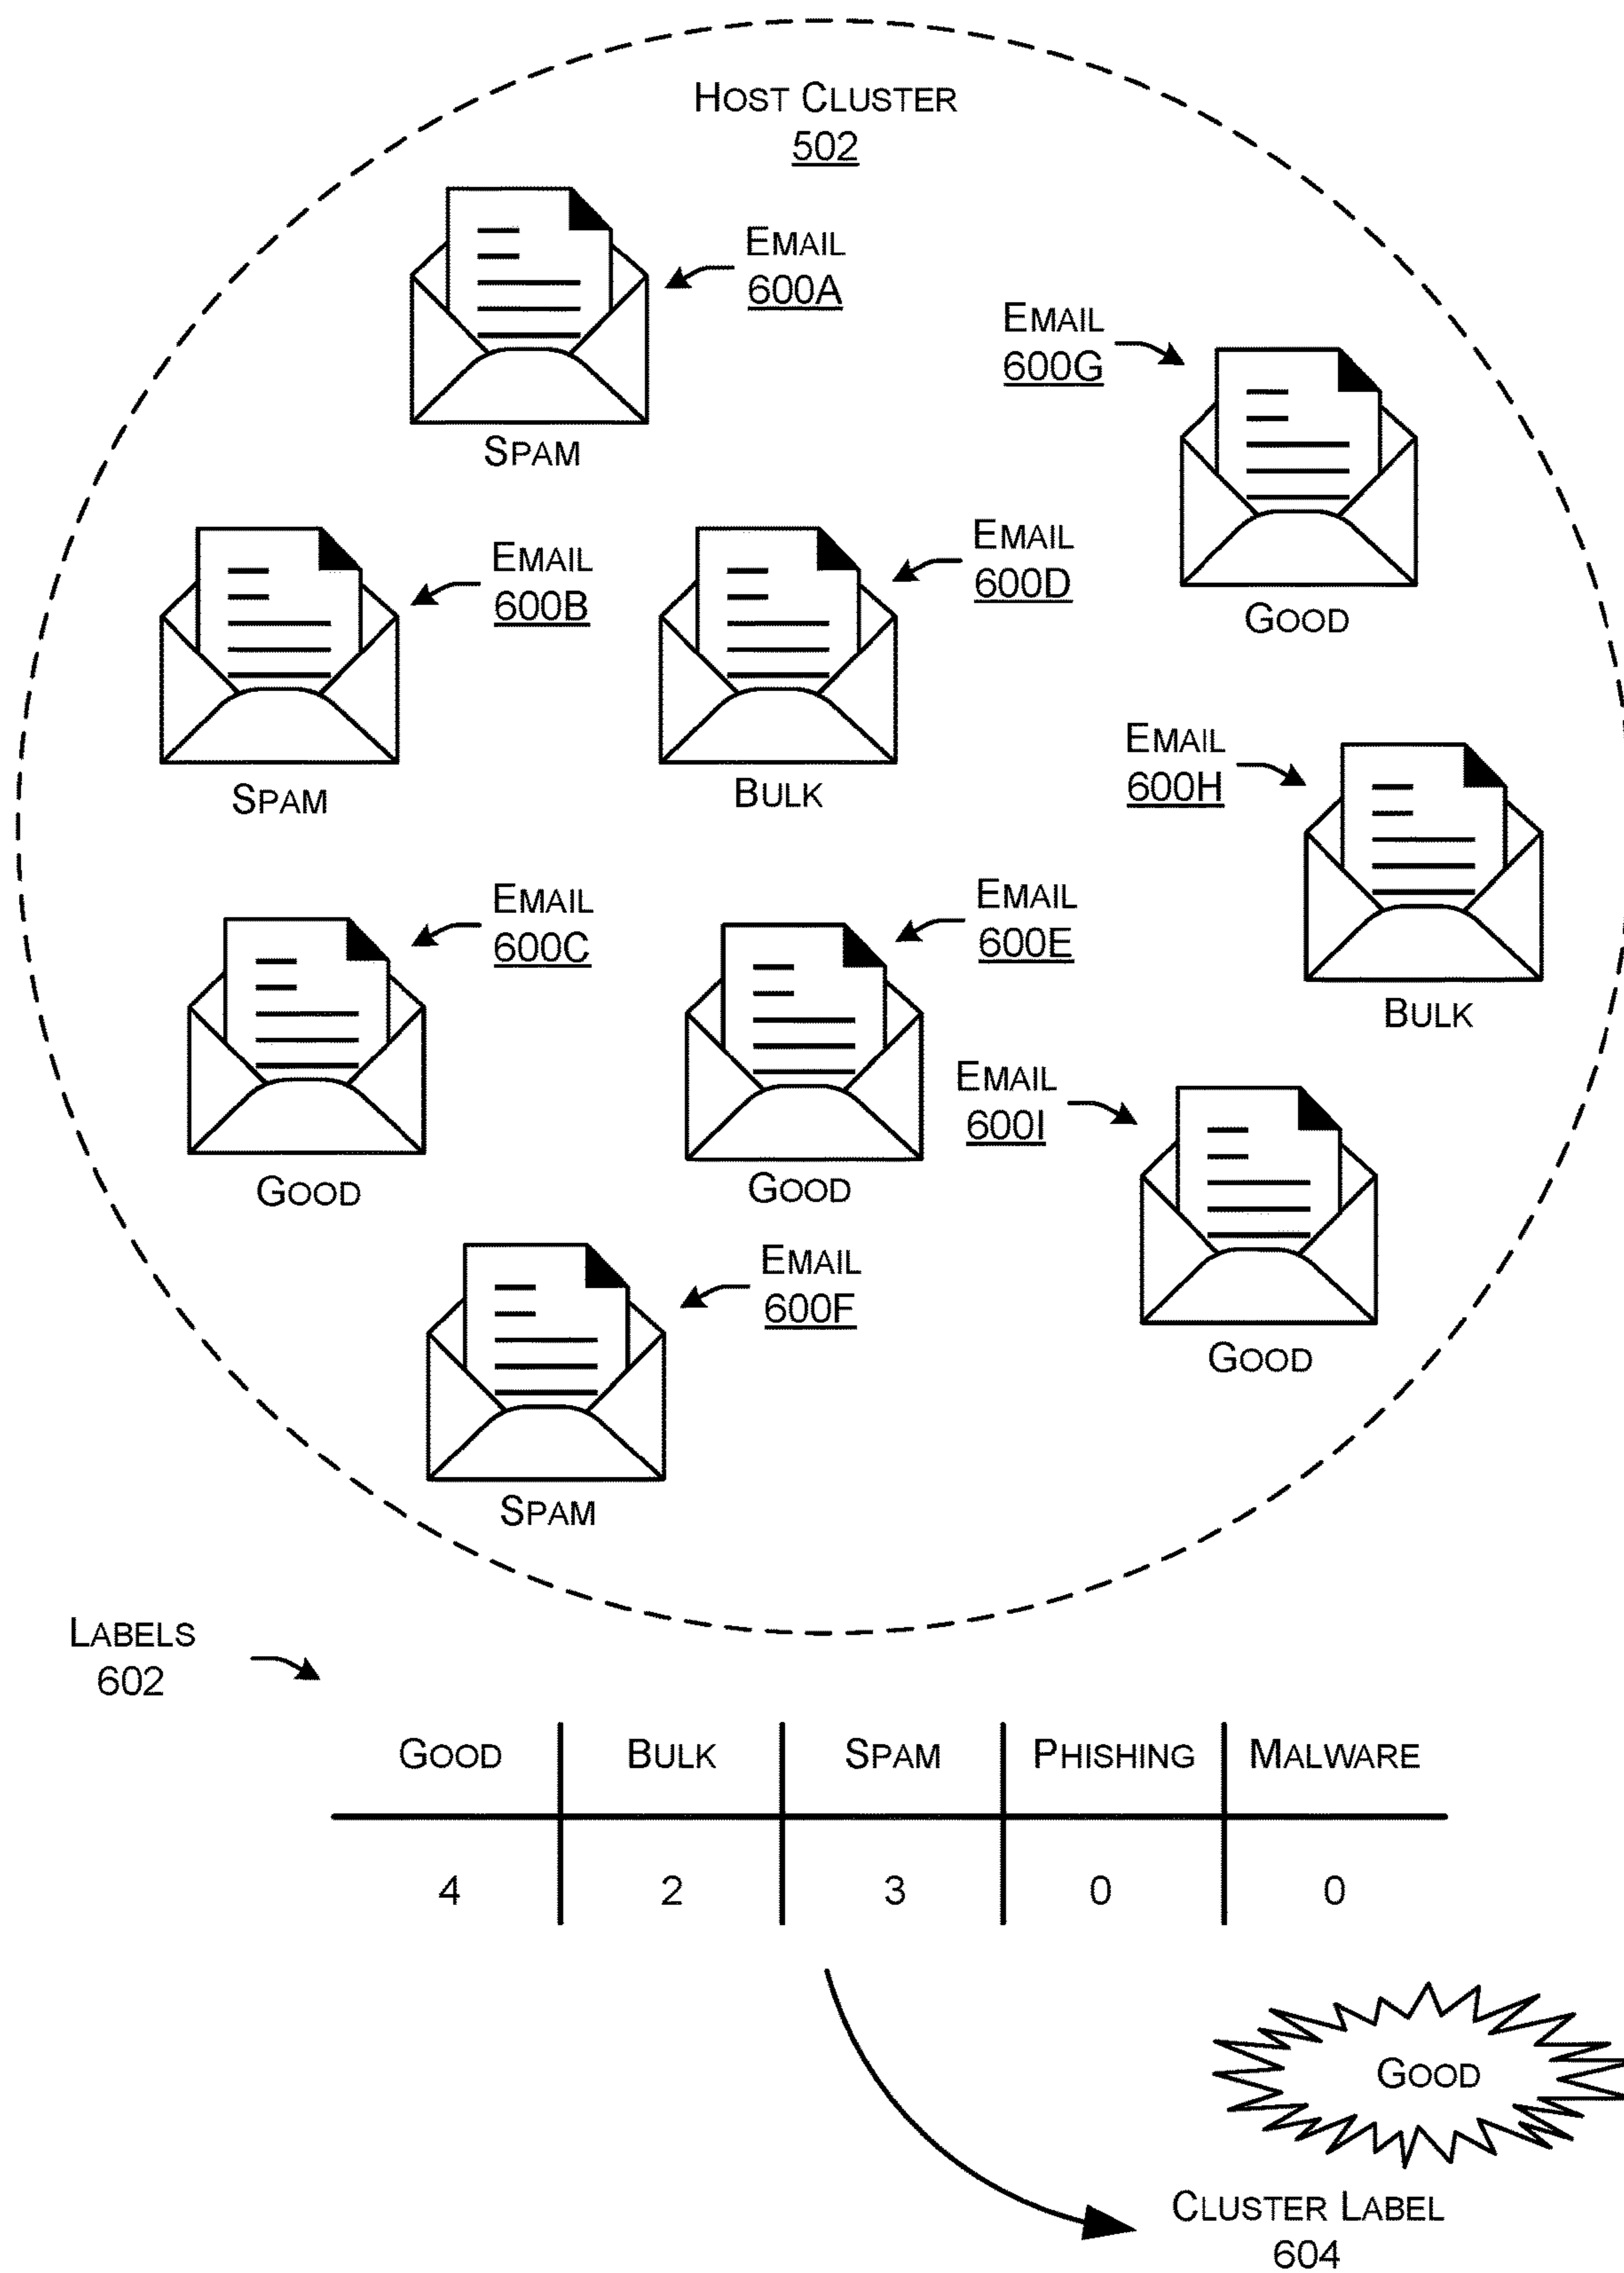 HOST CLUSTER
502
EMAIL
600A
SPAM
EMAIL
600G
GOOD
EMAIL
600B
SPAM
EMAIL
600D
BULK
EMAIL
600H
BULK
EMAIL
600C
GOOD
EMAIL
600E
GOOD
EMAIL
600I
GOOD
EMAIL
600F
SPAM
LABELS
602
GOOD BULK SPAM PHISHING MALWARE
4 2 3 0 0
GOOD
CLUSTER LABEL
604